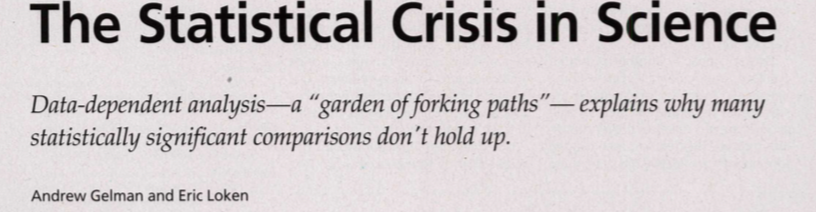 The Statistical Crisis in Science
Data-dependent analysis—a “garden of forking paths”— explains why many
statistically significant comparisons don’t hold up.
Andrew Gelman and Eric Loken